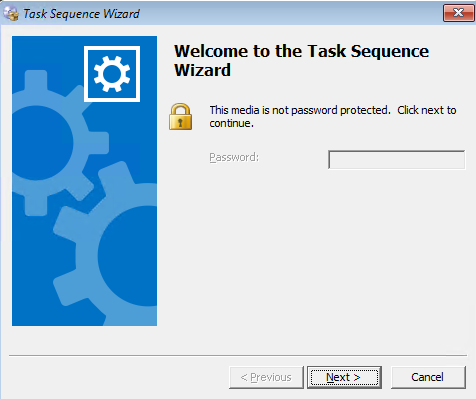 Task Sequence Wizard
Welcome to the Task Sequence
Wizard
This media is not password protected.  Click next to
continue.
Password:
< Previous
Next >
Cancel